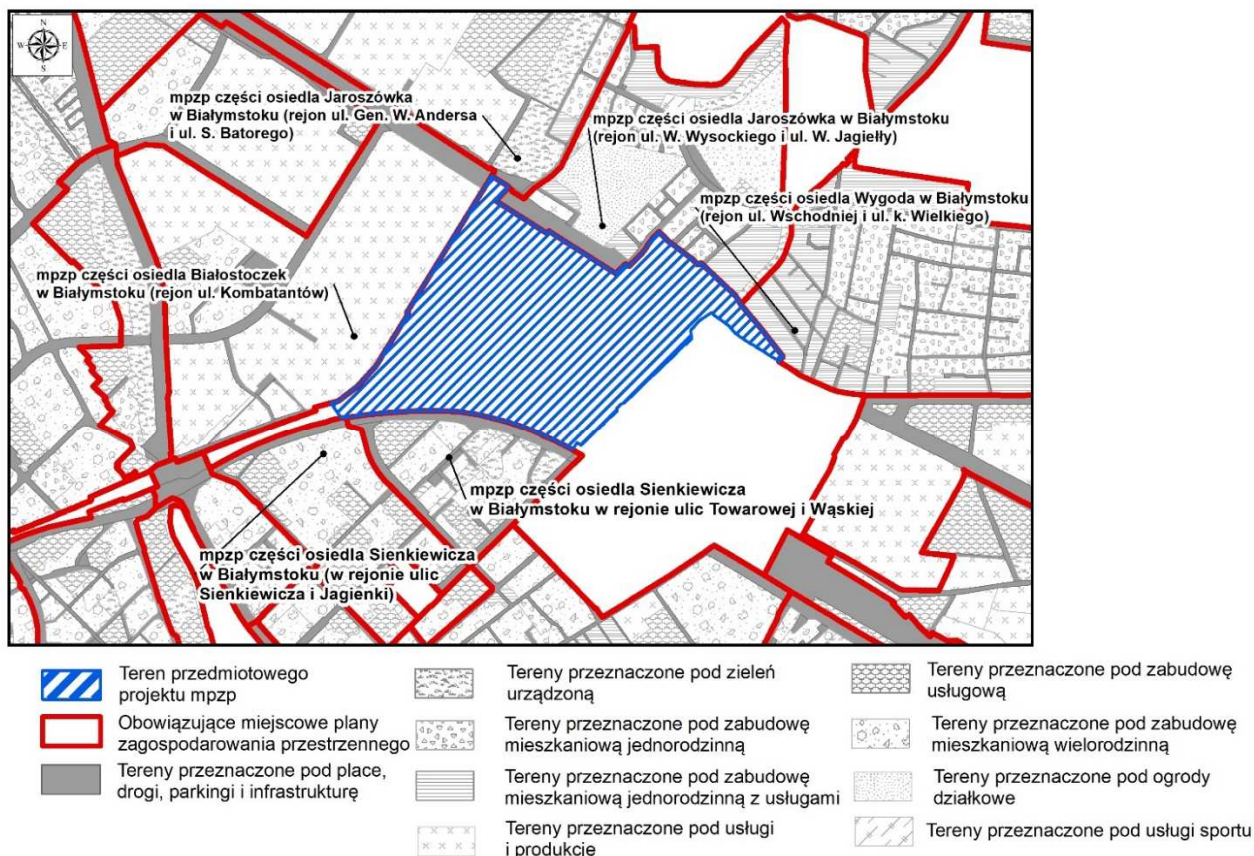 N
W E
S
mpzp części osiedla Jaroszówka
w Białymstoku (rejon ul. Gen. W. Andersa
i ul. S. Batorego)
mpzp części osiedla Jaroszówka w Białymstoku
(rejon ul. W. Wysockiego i ul. W. Jagiełły)
mpzp części osiedla Wygoda w Białymstoku
(rejon ul. Wschodniej i ul. k. Wielkiego)
mpzp części osiedla Białostoczek
w Białymstoku (rejon ul. Kombatantów)
mpzp części osiedla Sienkiewicza
w Białymstoku w rejonie ulic Towarowej i Wąskiej
mpzp części osiedla Sienkiewicza
w Białymstoku (w rejonie ulic
Sienkiewicza i Jagienki)
Teren przedmiotowego
projektu mpzp
Obowiązujące miejscowe plany
zagospodarowania przestrzennego
Tereny przeznaczone pod place,
drogi, parkingi i infrastrukturę
Tereny przeznaczone pod zieleń
urządzoną
Tereny przeznaczone pod zabudowę
mieszkaniową jednorodzinną
Tereny przeznaczone pod zabudowę
mieszkaniową jednorodzinną z usługami
Tereny przeznaczone pod usługi
i produkcję
Tereny przeznaczone pod zabudowę
usługową
Tereny przeznaczone pod zabudowę
mieszkaniową wielorodzinną
Tereny przeznaczone pod ogrody
działkowe
Tereny przeznaczone pod usługi sportu